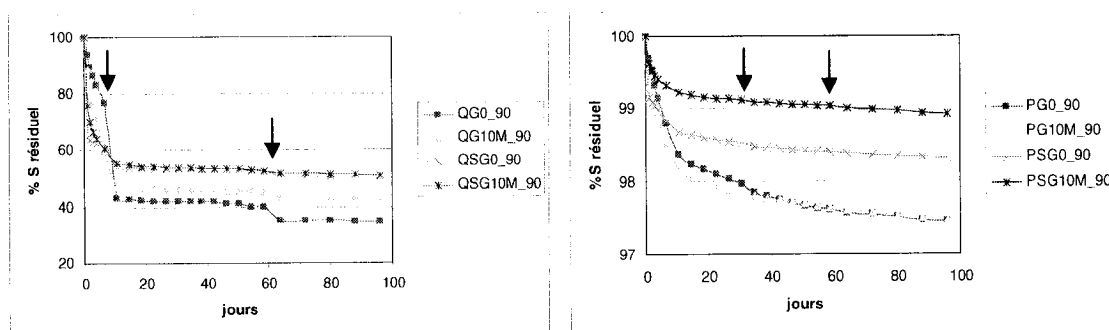 100
80
60
40
20
% S résiduel
0 20 40 60 80 100
jours
QG0_90
QG10M_90
QSG0_90
QSG10M_90
100
99
98
97
% S résiduel
0 20 40 60 80 100
jours
PG0_90
PG10M_90
PSG0_90
PSG10M_90